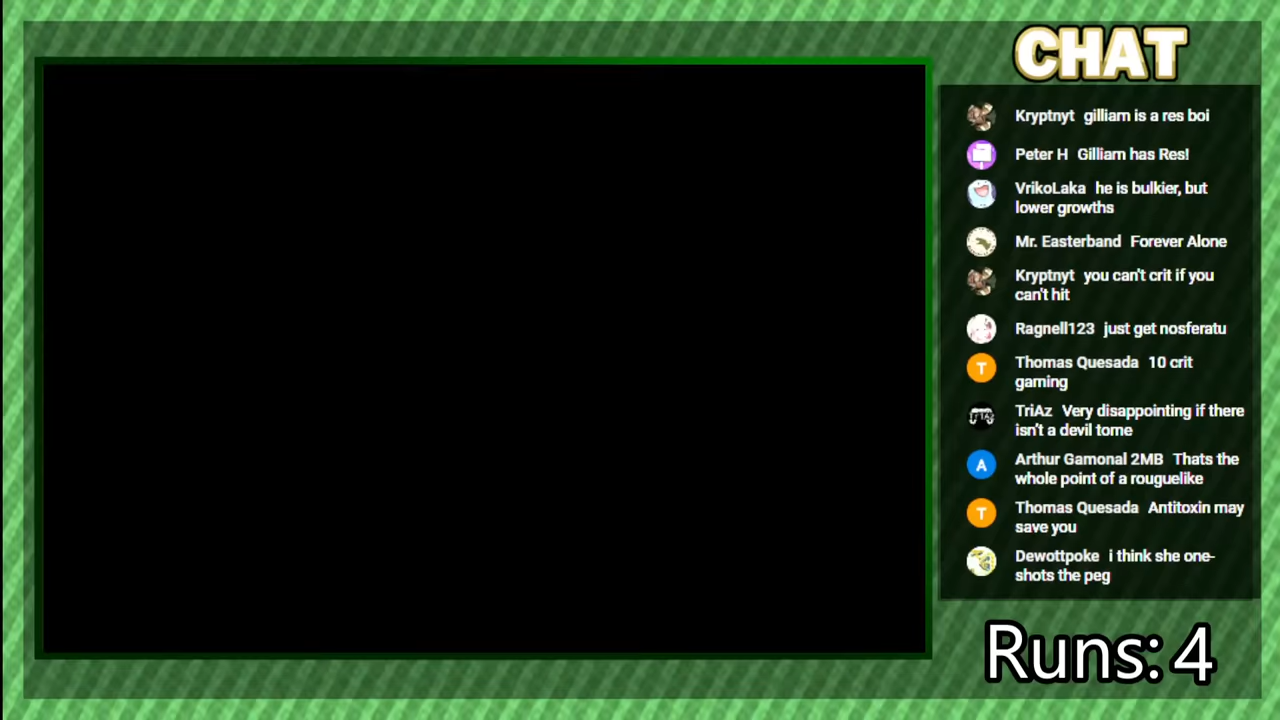 CHAT
Kryptnyt gilliam is a res boi
Peter H Gilliam has Res!
VrikoLaka he is bulkier, but
lower growths
Mr. Easterband Forever Alone
Kryptnyt you can't crit if you
can't hit
Ragnell123 just get nosferatu
T
Thomas Quesada 10 crit
gaming
TriAz Very disappointing if there
isn't a devil tome
A
Arthur Gamonal 2MB Thats the
whole point of a rouguelike
T
Thomas Quesada Antitoxin may
save you
Dewottpoke i think she one-
shots the peg
Runs: 4